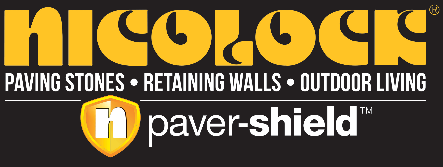 NICOLOCK®
PAVING STONES • RETAINING WALLS • OUTDOOR LIVING
n paver-shield™